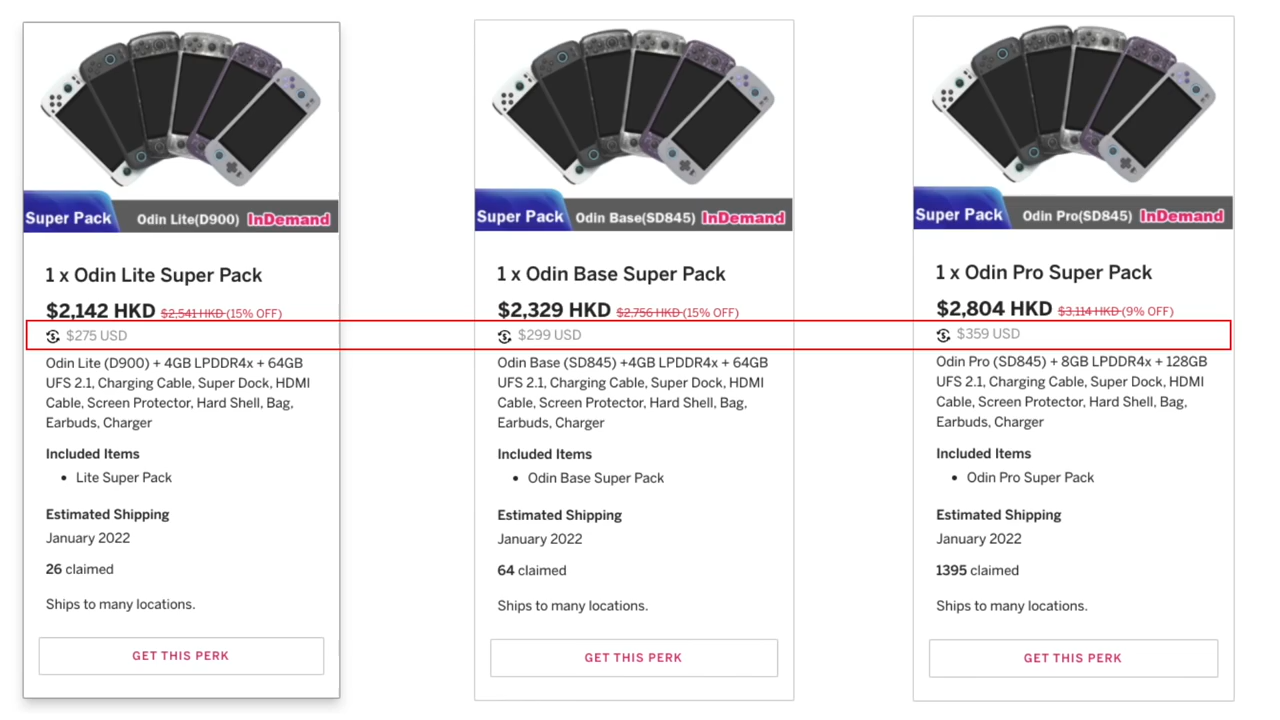 Super Pack Odin Lite(D900) InDemand
1 x Odin Lite Super Pack
$2,142 HKD $2,541 HKD (15% OFF)
$275 USD
Odin Lite (D900) + 4GB LPDDR4x + 64GB
UFS 2.1, Charging Cable, Super Dock, HDMI
Cable, Screen Protector, Hard Shell, Bag,
Earbuds, Charger
Included Items
• Lite Super Pack
Estimated Shipping
January 2022
26 claimed
Ships to many locations.
GET THIS PERK
Super Pack Odin Base(SD845) InDemand
1 x Odin Base Super Pack
$2,329 HKD $2,756 HKD (15% OFF)
$299 USD
Odin Base (SD845) +4GB LPDDR4x + 64GB
UFS 2.1, Charging Cable, Super Dock, HDMI
Cable, Screen Protector, Hard Shell, Bag,
Earbuds, Charger
Included Items
• Odin Base Super Pack
Estimated Shipping
January 2022
64 claimed
Ships to many locations.
GET THIS PERK
Super Pack Odin Pro(SD845) InDemand
1 x Odin Pro Super Pack
$2,804 HKD $3,114 HKD (9% OFF)
$359 USD
Odin Pro (SD845) + 8GB LPDDR4x + 128GB
UFS 2.1, Charging Cable, Super Dock, HDMI
Cable, Screen Protector, Hard Shell, Bag,
Earbuds, Charger
Included Items
• Odin Pro Super Pack
Estimated Shipping
January 2022
1395 claimed
Ships to many locations.
GET THIS PERK